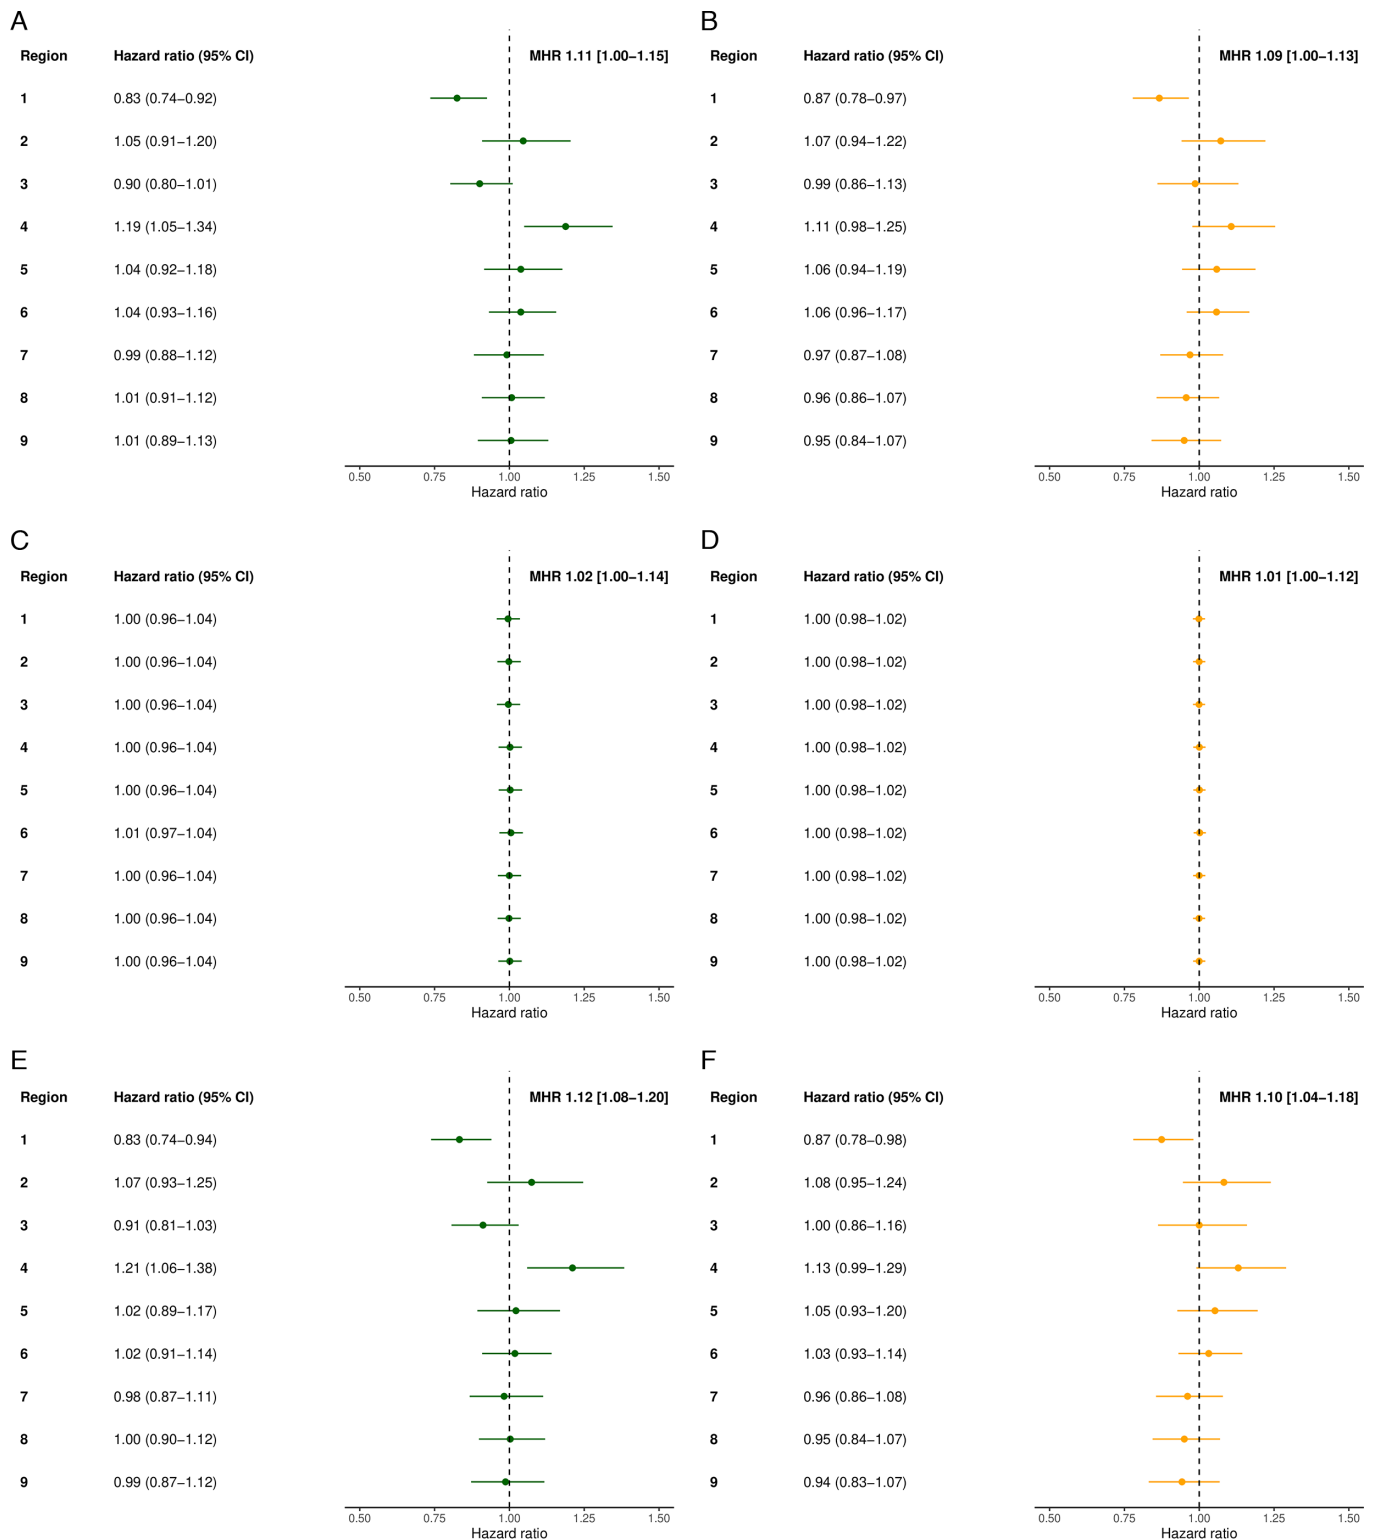 A
Region Hazard ratio (95% CI) MHR 1.11 [1.00–1.15]
1 0.83 (0.74–0.92)
2 1.05 (0.91–1.20)
3 0.90 (0.80–1.01)
4 1.19 (1.05–1.34)
5 1.04 (0.92–1.18)
6 1.04 (0.93–1.16)
7 0.99 (0.88–1.12)
8 1.01 (0.91–1.12)
9 1.01 (0.89–1.13)
0.50 0.75 1.00 1.25 1.50
Hazard ratio
B
Region Hazard ratio (95% CI) MHR 1.09 [1.00–1.13]
1 0.87 (0.78–0.97)
2 1.07 (0.94–1.22)
3 0.99 (0.86–1.13)
4 1.11 (0.98–1.25)
5 1.06 (0.94–1.19)
6 1.06 (0.96–1.17)
7 0.97 (0.87–1.08)
8 0.96 (0.86–1.07)
9 0.95 (0.84–1.07)
0.50 0.75 1.00 1.25 1.50
Hazard ratio
C
Region Hazard ratio (95% CI) MHR 1.02 [1.00–1.14]
1 1.00 (0.96–1.04)
2 1.00 (0.96–1.04)
3 1.00 (0.96–1.04)
4 1.00 (0.96–1.04)
5 1.00 (0.96–1.04)
6 1.01 (0.97–1.04)
7 1.00 (0.96–1.04)
8 1.00 (0.96–1.04)
9 1.00 (0.96–1.04)
0.50 0.75 1.00 1.25 1.50
Hazard ratio
D
Region Hazard ratio (95% CI) MHR 1.01 [1.00–1.12]
1 1.00 (0.98–1.02)
2 1.00 (0.98–1.02)
3 1.00 (0.98–1.02)
4 1.00 (0.98–1.02)
5 1.00 (0.98–1.02)
6 1.00 (0.98–1.02)
7 1.00 (0.98–1.02)
8 1.00 (0.98–1.02)
9 1.00 (0.98–1.02)
0.50 0.75 1.00 1.25 1.50
Hazard ratio
E
Region Hazard ratio (95% CI) MHR 1.12 [1.08–1.20]
1 0.83 (0.74–0.94)
2 1.07 (0.93–1.25)
3 0.91 (0.81–1.03)
4 1.21 (1.06–1.38)
5 1.02 (0.89–1.17)
6 1.02 (0.91–1.14)
7 0.98 (0.87–1.11)
8 1.00 (0.90–1.12)
9 0.99 (0.87–1.12)
0.50 0.75 1.00 1.25 1.50
Hazard ratio
F
Region Hazard ratio (95% CI) MHR 1.10 [1.04–1.18]
1 0.87 (0.78–0.98)
2 1.08 (0.95–1.24)
3 1.00 (0.86–1.16)
4 1.13 (0.99–1.29)
5 1.05 (0.93–1.20)
6 1.03 (0.93–1.14)
7 0.96 (0.86–1.08)
8 0.95 (0.84–1.07)
9 0.94 (0.83–1.07)
0.50 0.75 1.00 1.25 1.50
Hazard ratio